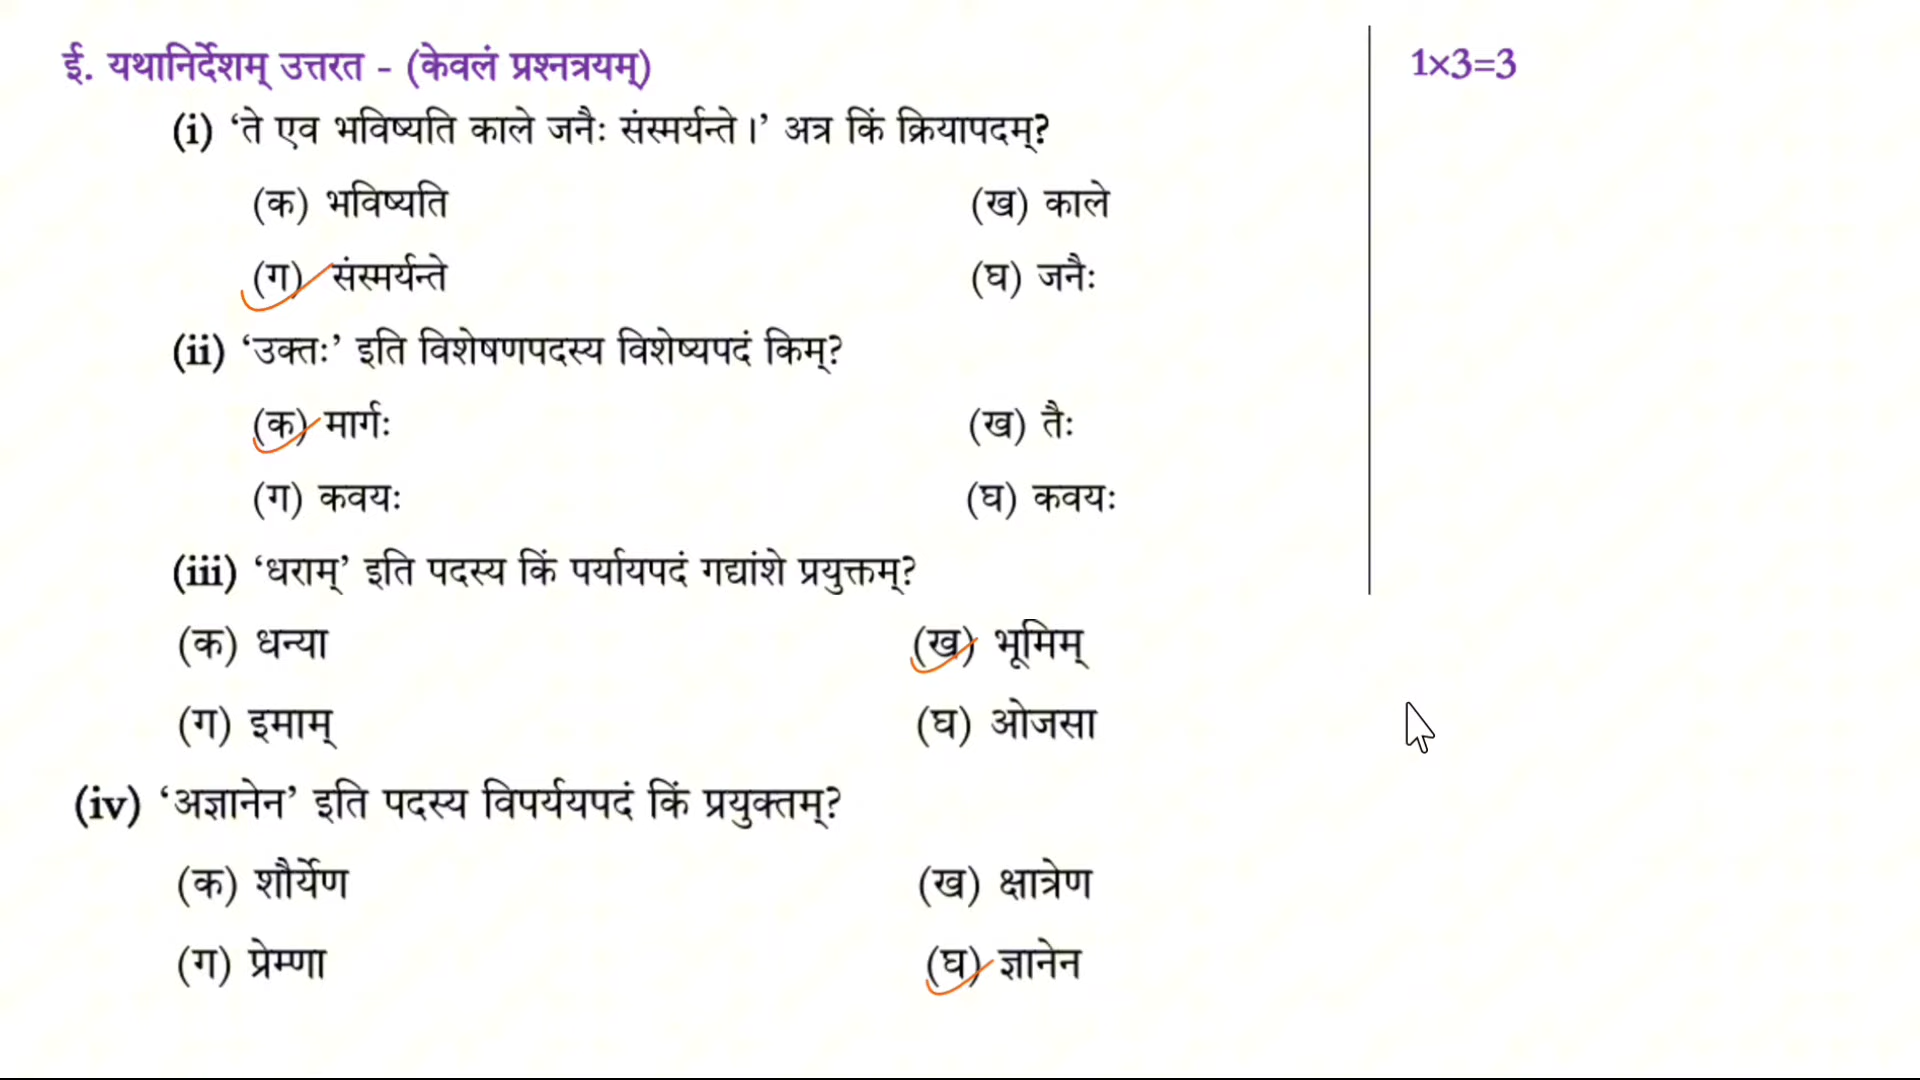 ई. यथानिर्देशम् उत्तरत - (केवलं प्रश्नत्रयम्) 1×3=3
(i) ‘ते एव भविष्यति काले जनैः संस्मर्यन्ते।’ अत्र किं क्रियापदम्?
(क) भविष्यति (ख) काले
(ग) संस्मर्यन्ते (घ) जनैः
(ii) ‘उक्तः’ इति विशेषणपदस्य विशेष्यपदं किम्?
(क) मार्गः (ख) तैः
(ग) कवयः (घ) कवयः
(iii) ‘धराम्’ इति पदस्य किं पर्यायपदं गद्यांशे प्रयुक्तम्?
(क) धन्या (ख) भूमिम्
(ग) इमाम् (घ) ओजसा
(iv) ‘अज्ञानेन’ इति पदस्य विपर्ययपदं किं प्रयुक्तम्?
(क) शौर्येण (ख) क्षात्रेण
(ग) प्रेम्णा (घ) ज्ञानेन